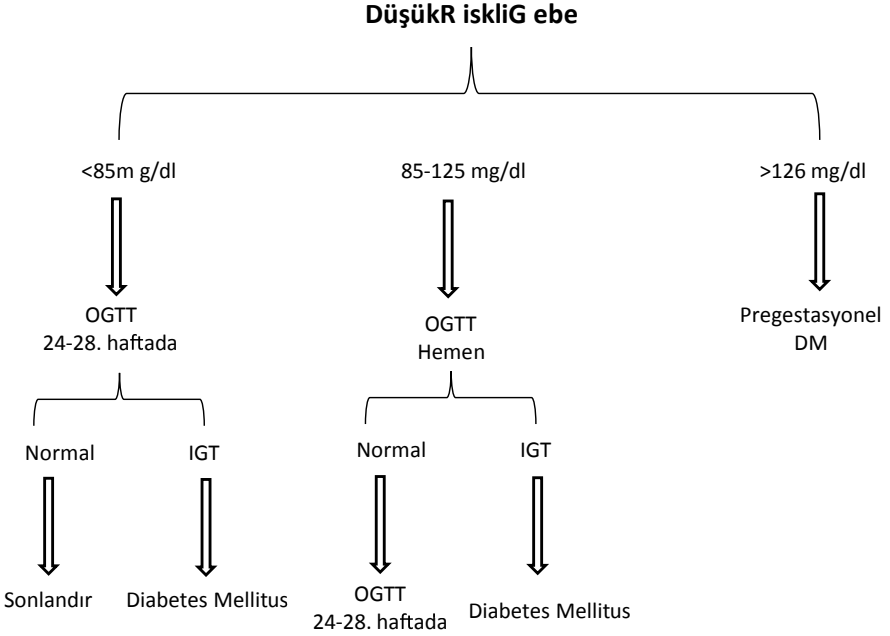 DüşükR iskliG ebe
<85m g/dl
85-125 mg/dl
>126 mg/dl
OGTT
24-28. haftada
OGTT
Hemen
Pregestasyonel
DM
Normal
IGT
Normal
IGT
Sonlandır
Diabetes Mellitus
OGTT
24-28. haftada
Diabetes Mellitus